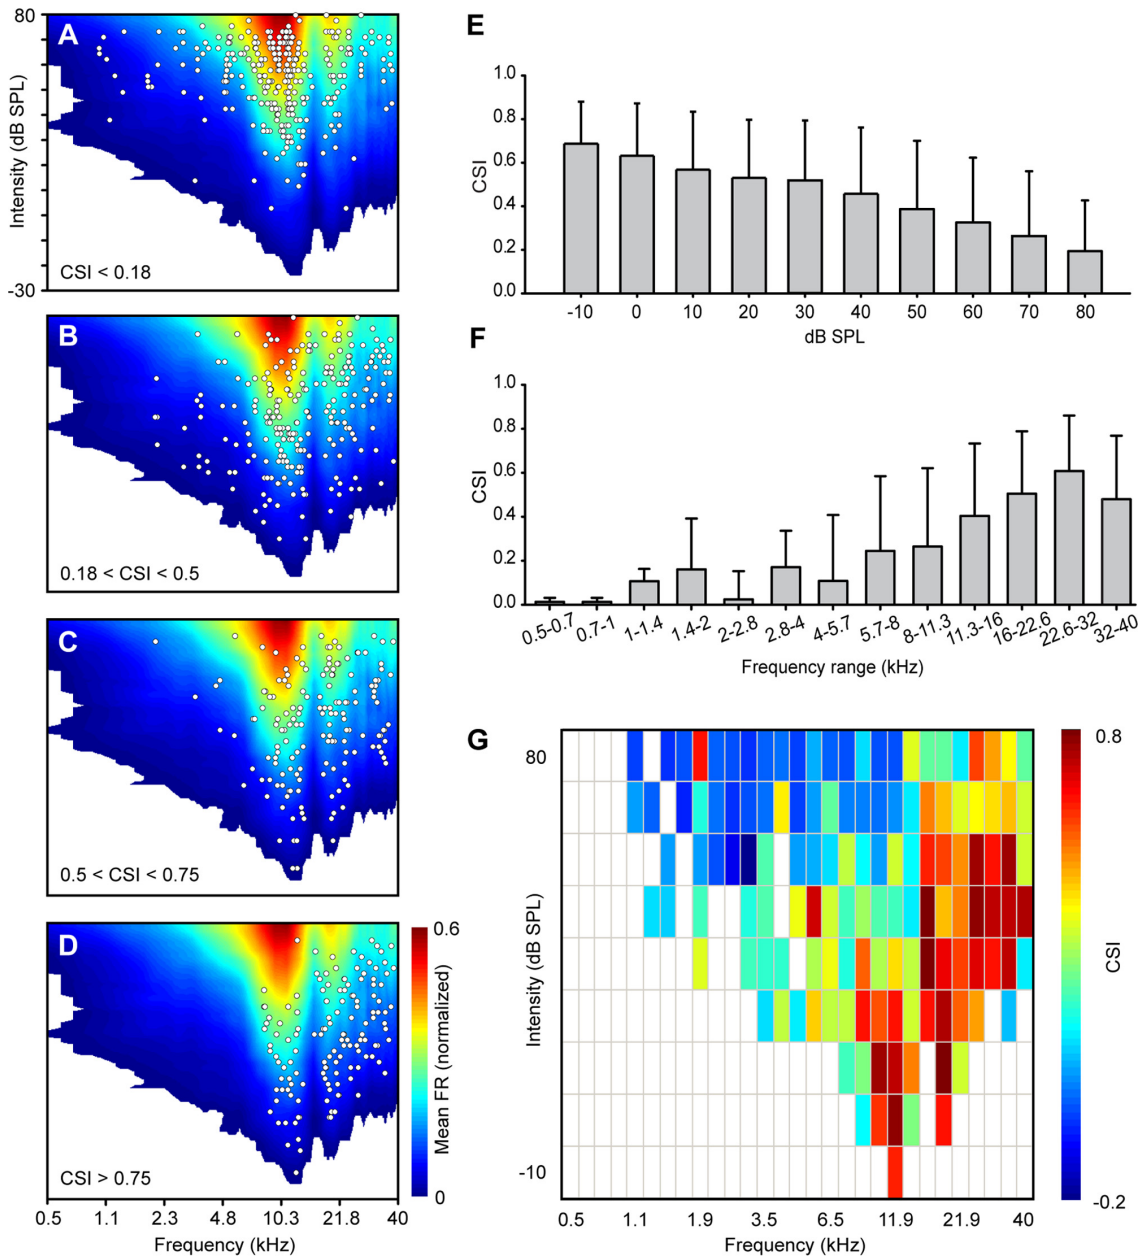 A
80
Intensity (dB SPL)
-30
CSI < 0.18
B
0.18 < CSI < 0.5
C
0.5 < CSI < 0.75
D
CSI > 0.75
0.6
Mean FR (normalized)
0
0.5 1.1 2.3 4.8 10.3 21.8 40
Frequency (kHz)
E
1.0
0.8
0.6
0.4
0.2
0.0
CSI
-10 0 10 20 30 40 50 60 70 80
dB SPL
F
1.0
0.8
0.6
0.4
0.2
0.0
CSI
0.5-0.7 0.7-1 1-1.4 1.4-2 2-2.8 2.8-4 4-5.7 5.7-8 8-11.3 11.3-16 16-22.6 22.6-32 32-40
Frequency range (kHz)
G
80
Intensity (dB SPL)
-10
0.5 1.1 1.9 3.5 6.5 11.9 21.9 40
Frequency (kHz)
0.8
CSI
-0.2